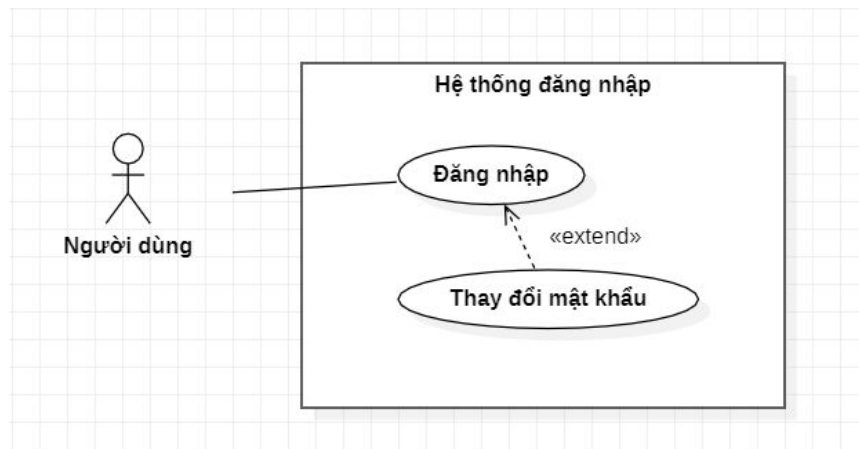 Hệ thống đăng nhập
Đăng nhập
«extend»
Người dùng
Thay đổi mật khẩu